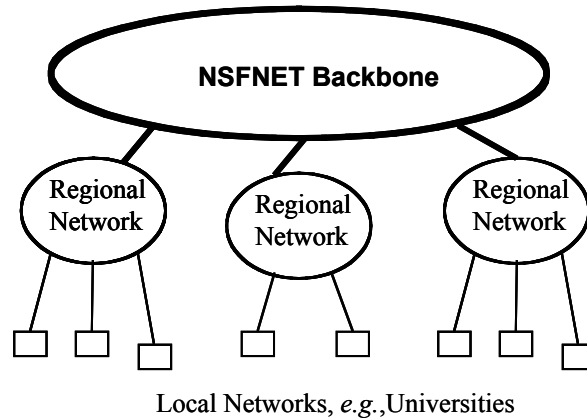 NSFNET Backbone
Regional
Network
Regional
Network
Regional
Network
Local Networks, e.g.,Universities